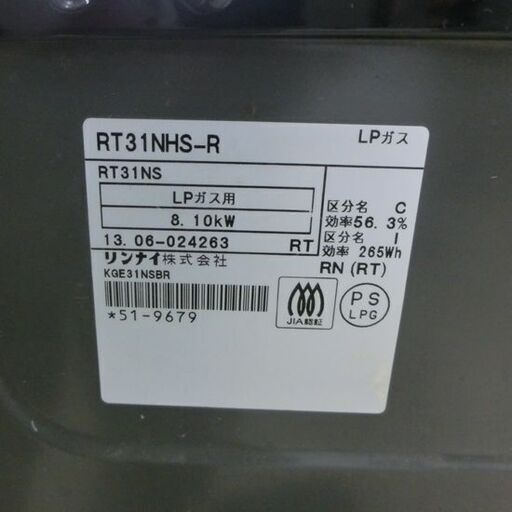 RT31NHS-R LPガス
RT31NS
LPガス用
8.10kW
13.06-024263 RT
リンナイ株式会社
KGE31NSBR
*51-9679
区分名 C
効率56.3%
区分名 I
効率 265Wh
RN (RT)
JIA認証
PS
LPG